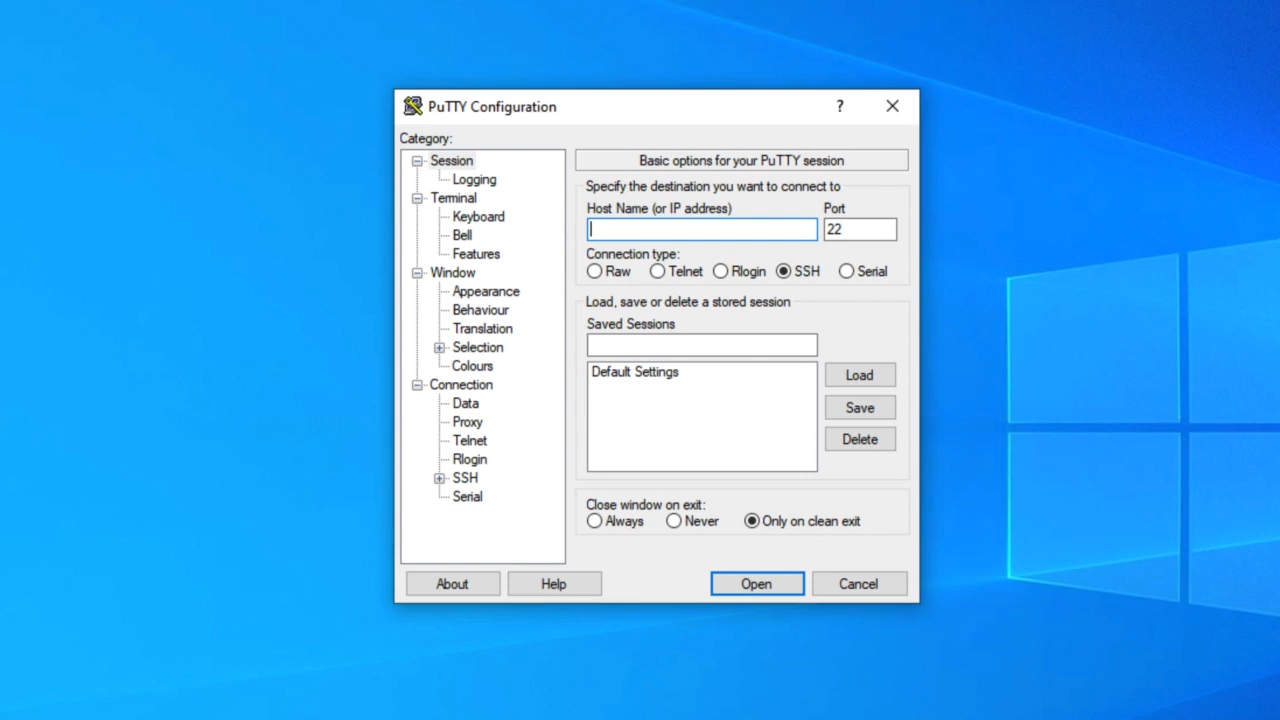 PuTTY Configuration
?
Category:
Session
Logging
Terminal
Keyboard
Bell
Features
Window
Appearance
Behaviour
Translation
Selection
Colours
Connection
Data
Proxy
Telnet
Rlogin
SSH
Serial
Basic options for your PuTTY session
Specify the destination you want to connect to
Host Name (or IP address) Port
22
Connection type:
Raw Telnet Rlogin SSH Serial
Load, save or delete a stored session
Saved Sessions
Default Settings
Load
Save
Delete
Close window on exit:
Always Never Only on clean exit
About Help Open Cancel